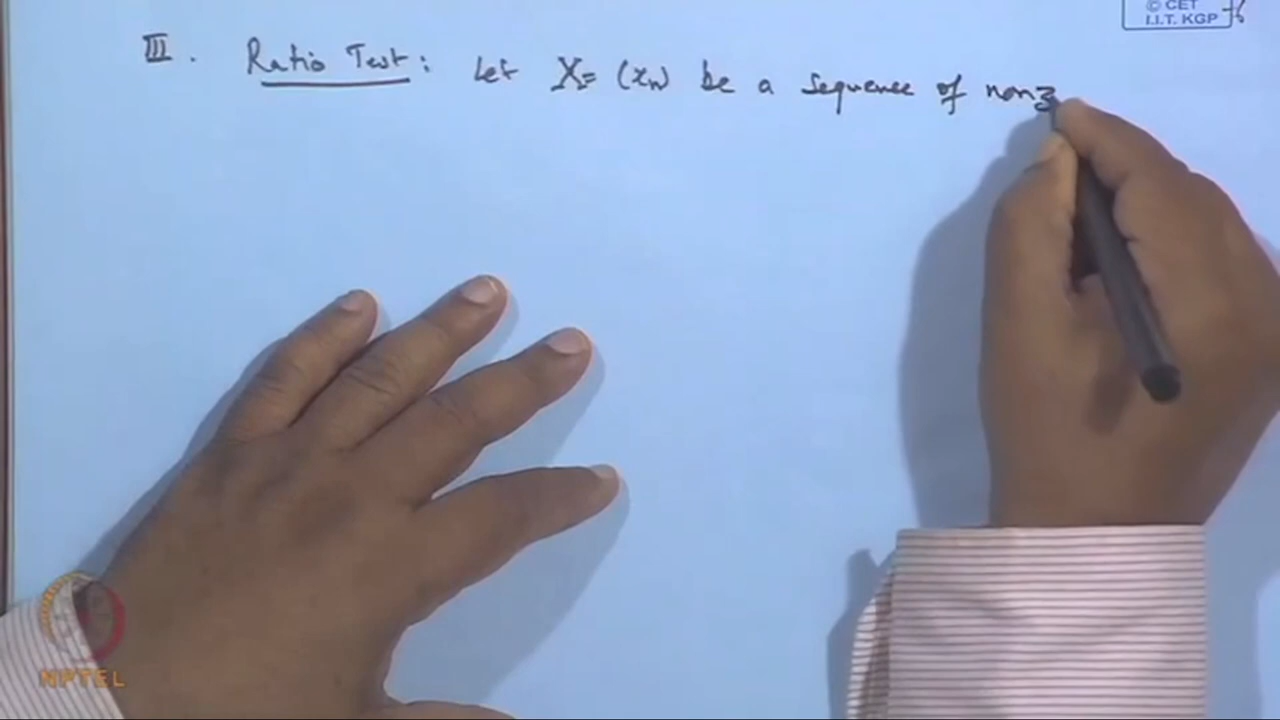 © CET
I.I.T. KGP
III. Ratio Test: Let X = (xn) be a sequence of nonz
NPTEL